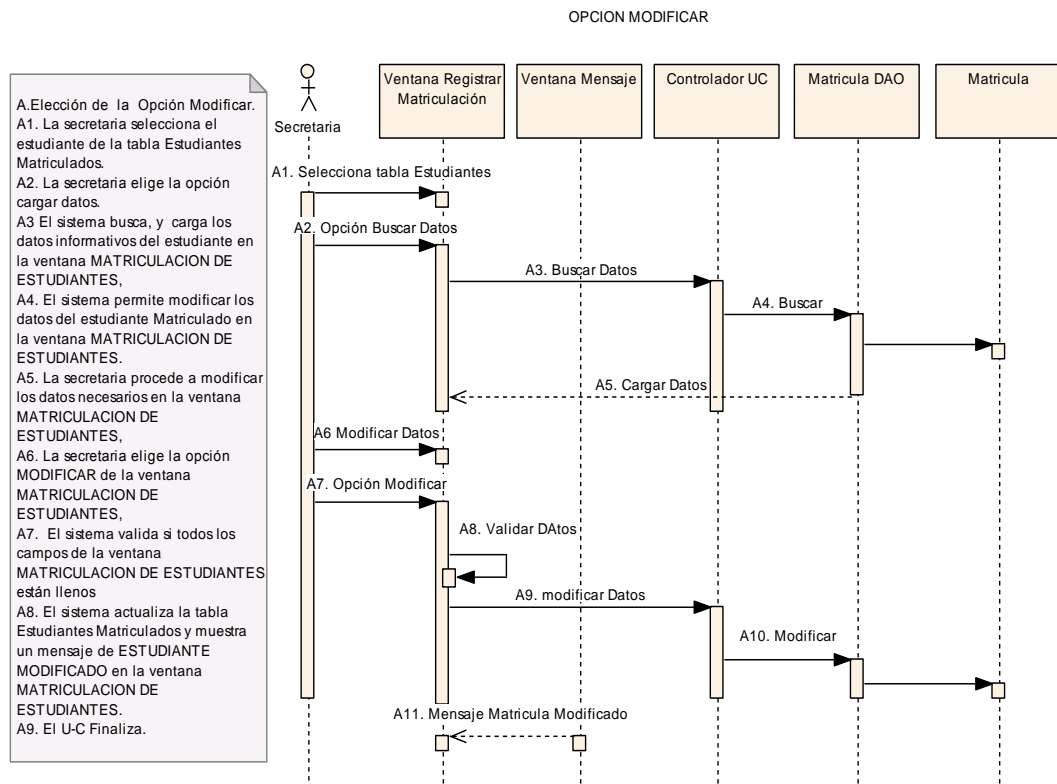 OPCION MODIFICAR
A.Elección de la Opción Modificar.
A1. La secretaria selecciona el
estudiante de la tabla Estudiantes
Matriculados.
A2. La secretaria elige la opción
cargar datos.
A3 El sistema busca, y carga los
datos informativos del estudiante en
la ventana MATRICULACION DE
ESTUDIANTES,
A4. El sistema permite modificar los
datos del estudiante Matriculado en
la ventana MATRICULACION DE
ESTUDIANTES.
A5. La secretaria procede a modificar
los datos necesarios en la ventana
MATRICULACION DE
ESTUDIANTES,
A6. La secretaria elige la opción
MODIFICAR de la ventana
MATRICULACION DE
ESTUDIANTES,
A7. El sistema valida si todos los
campos de la ventana
MATRICULACION DE ESTUDIANTES
están llenos
A8. El sistema actualiza la tabla
Estudiantes Matriculados y muestra
un mensaje de ESTUDIANTE
MODIFICADO en la ventana
MATRICULACION DE
ESTUDIANTES.
A9. El U-C Finaliza.
Secretaria
Ventana Registrar
Matriculación
Ventana Mensaje
Controlador UC
Matricula DAO
Matricula
A1. Selecciona tabla Estudiantes
A2. Opción Buscar Datos
A3. Buscar Datos
A4. Buscar
A5. Cargar Datos
A6 Modificar Datos
A7. Opción Modificar
A8. Validar DAtos
A9. modificar Datos
A10. Modificar
A11. Mensaje Matricula Modificado